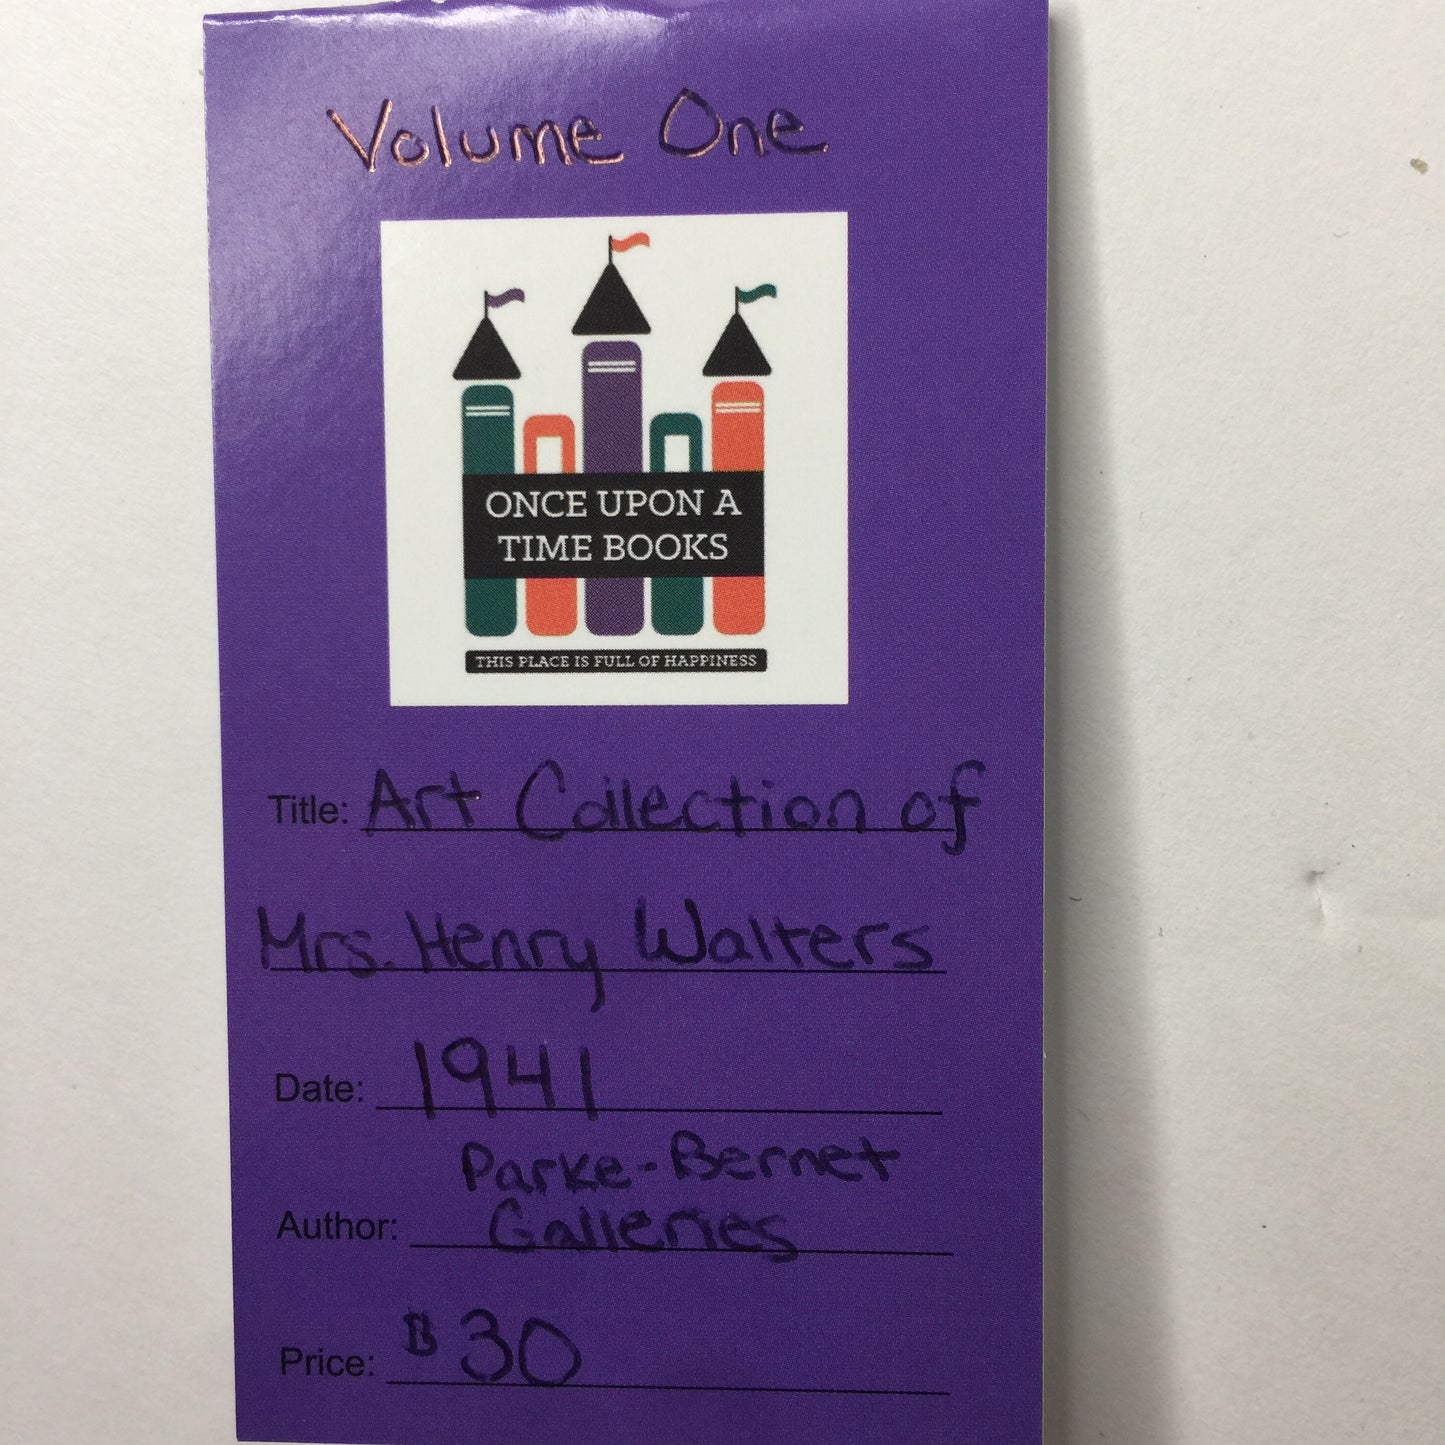 Volume One
ONCE UPON A
TIME BOOKS
THIS PLACE IS FULL OF HAPPINESS
Title: Art Collection of
Mrs. Henry Walters
Date: 1941
Parke-Bernet
Author: Galleries
Price: $30